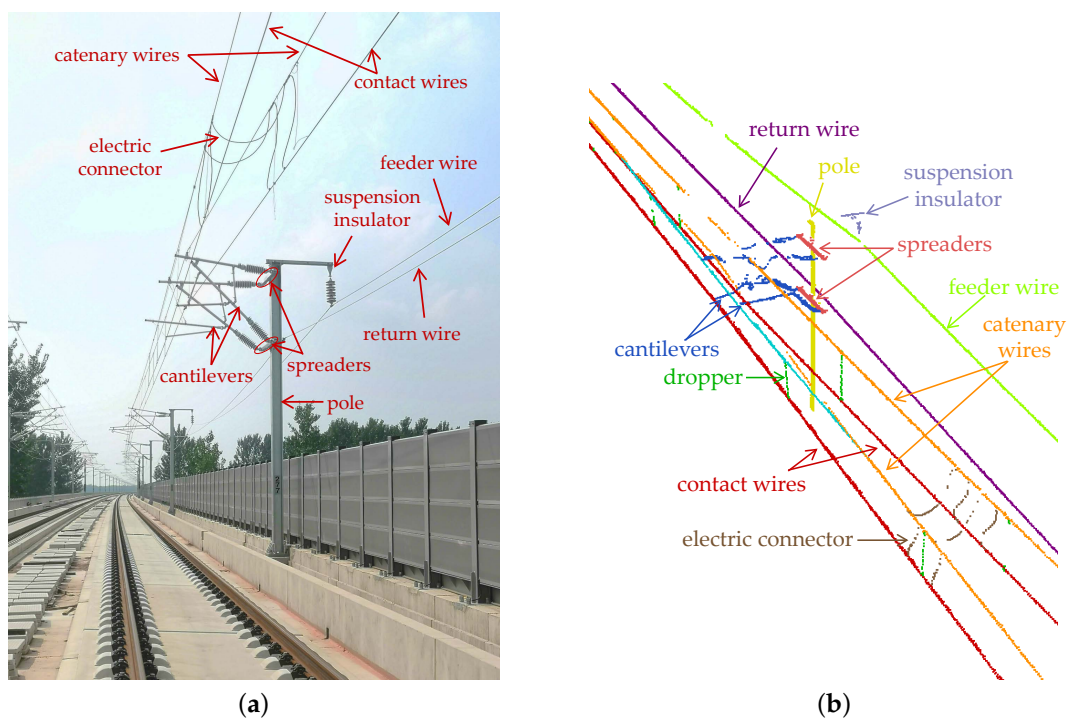 catenary wires
contact wires
electric
connector
feeder wire
suspension
insulator
return wire
cantilevers
spreaders
pole
277
(a)
return wire
pole
suspension
insulator
spreaders
feeder wire
catenary
wires
cantilevers
dropper
contact wires
electric connector
(b)